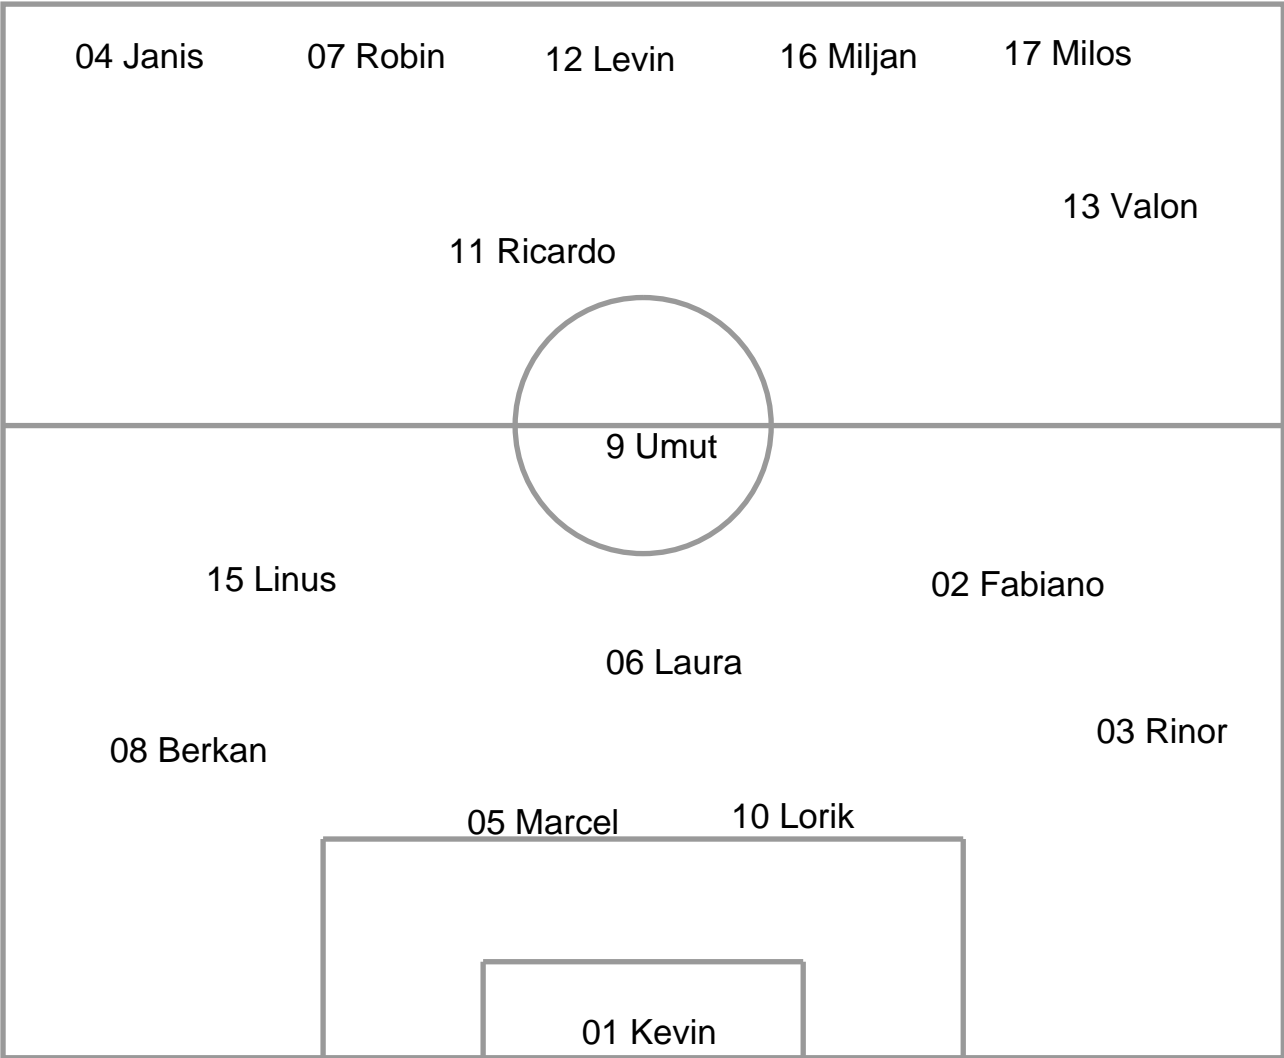 04 Janis
07 Robin
12 Levin
16 Miljan
17 Milos
13 Valon
11 Ricardo
9 Umut
15 Linus
02 Fabiano
06 Laura
03 Rinor
08 Berkan
05 Marcel
10 Lorik
01 Kevin